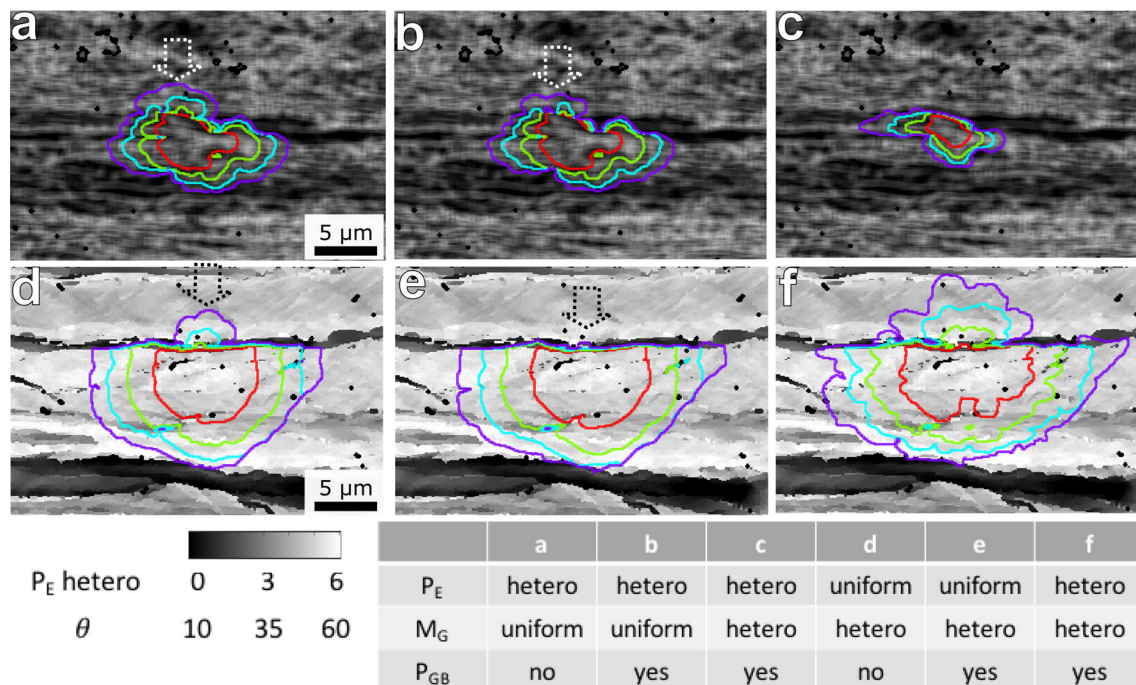 a b c
5 μm
d e f
5 μm
P_E hetero 0 3 6
θ 10 35 60
a b c d e f
P_E hetero hetero hetero uniform uniform hetero
M_G uniform uniform hetero hetero hetero hetero
P_GB no yes yes no yes yes